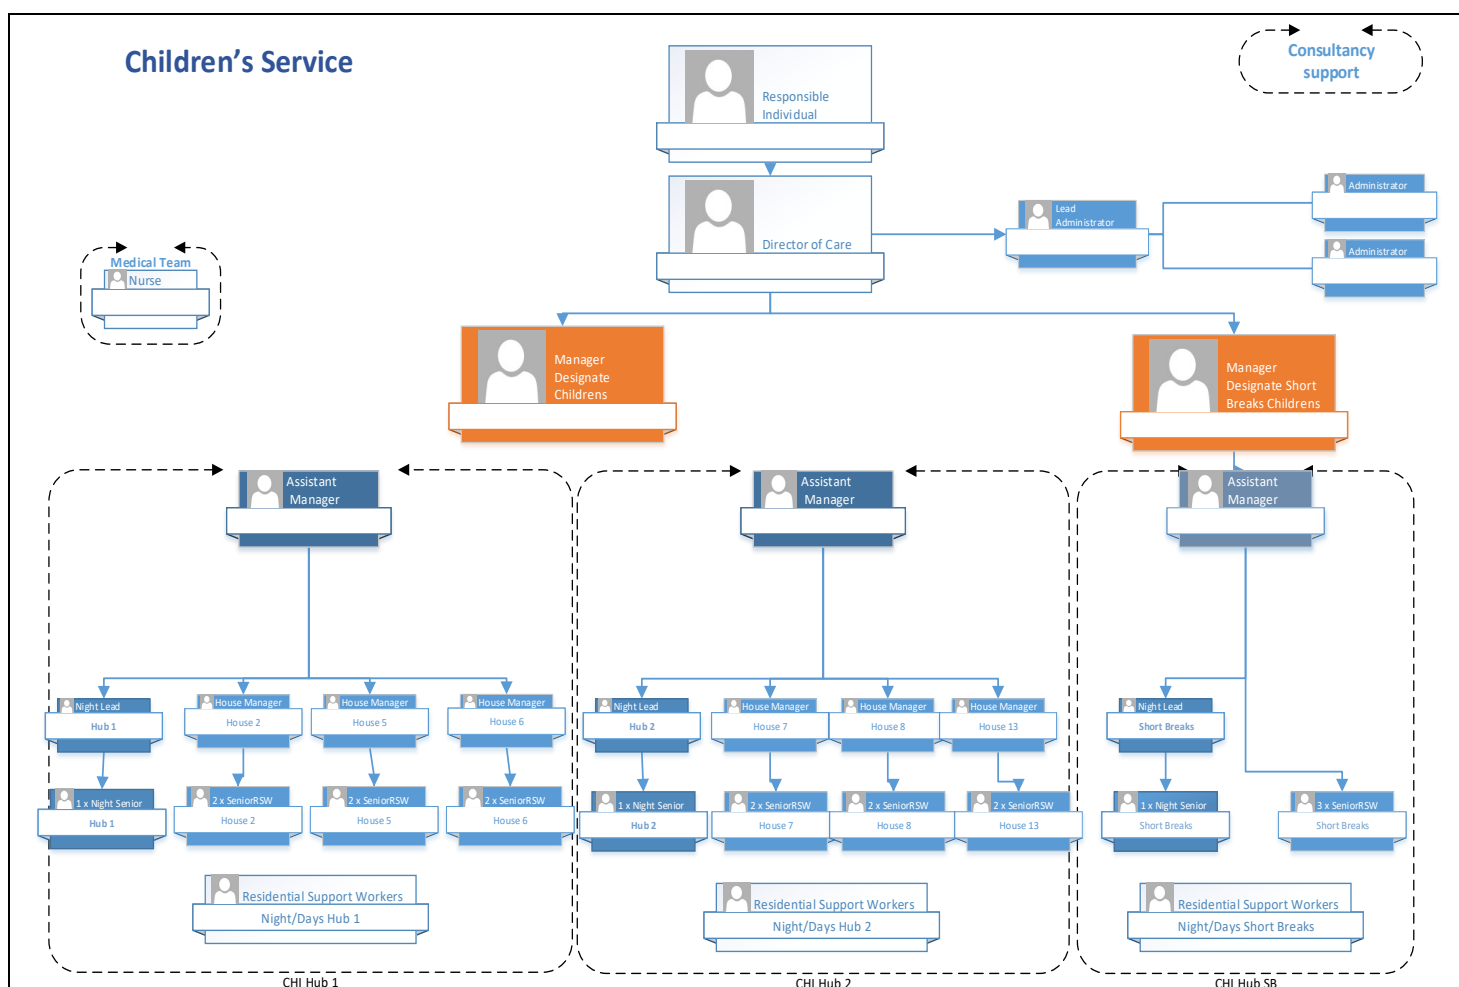 Children's Service
Consultancy
support
Responsible
Individual
Director of Care
Lead
Administrator
Administrator
Administrator
Medical Team
Nurse
Manager
Designate
Childrens
Manager
Designate Short
Breaks Childrens
Assistant
Manager
Assistant
Manager
Assistant
Manager
Night Lead
Hub 1
House Manager
House 2
House Manager
House 5
House Manager
House 6
Night Lead
Hub 2
House Manager
House 7
House Manager
House 8
House Manager
House 13
Night Lead
Short Breaks
1 x Night Senior
Hub 1
2 x SeniorRSW
House 2
2 x SeniorRSW
House 5
2 x SeniorRSW
House 6
1 x Night Senior
Hub 2
2 x SeniorRSW
House 7
2 x SeniorRSW
House 8
2 x SeniorRSW
House 13
1 x Night Senior
Short Breaks
3 x SeniorRSW
Short Breaks
Residential Support Workers
Night/Days Hub 1
Residential Support Workers
Night/Days Hub 2
Residential Support Workers
Night/Days Short Breaks
CHI Hub 1
CHI Hub 2
CHI Hub SB